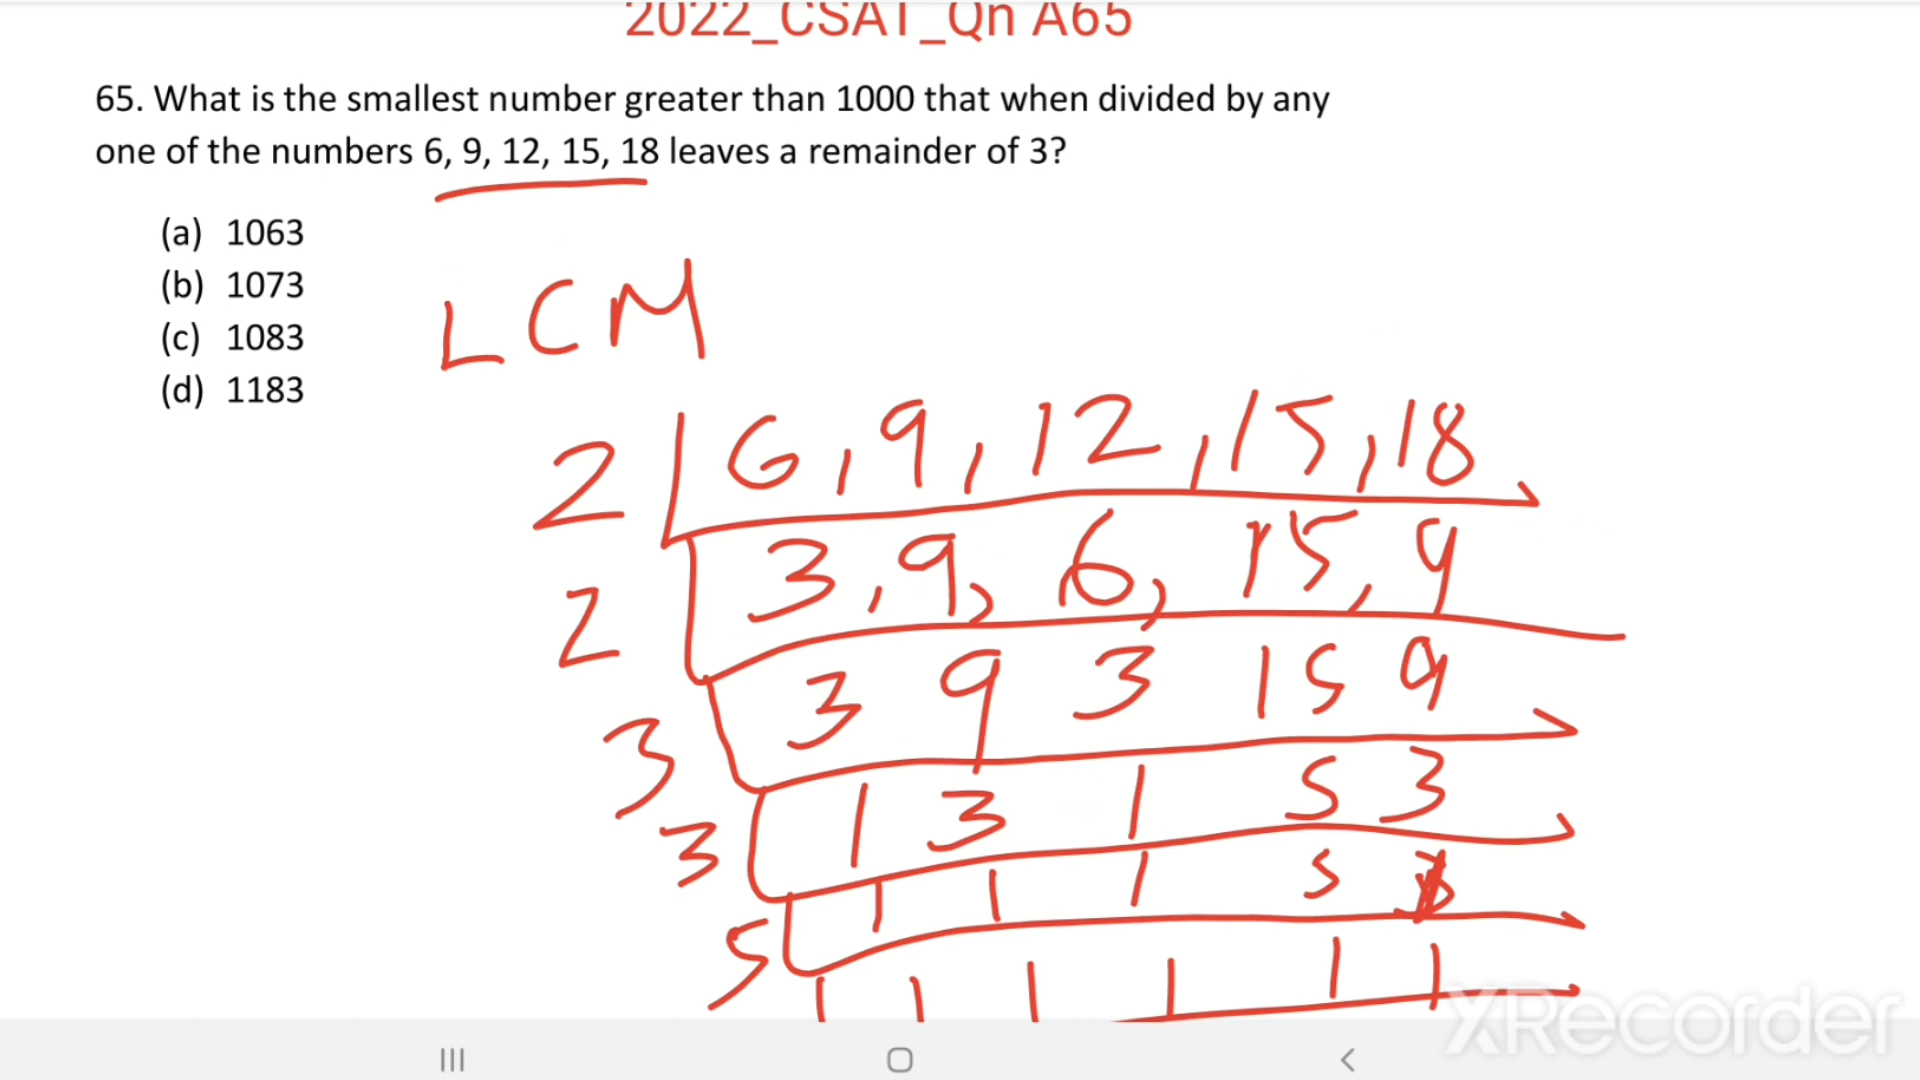 2022_CSAT_Qn A65
65. What is the smallest number greater than 1000 that when divided by any
one of the numbers 6, 9, 12, 15, 18 leaves a remainder of 3?
(a) 1063
(b) 1073
(c) 1083
(d) 1183
LCM
2 | 6, 9, 12, 15, 18
2 3, 9, 6, 15, 9
3 3 9 3 15 9
3 1 3 1 5 3
5 1 1 1 5
1 1 1 1 1 1
XRecorder